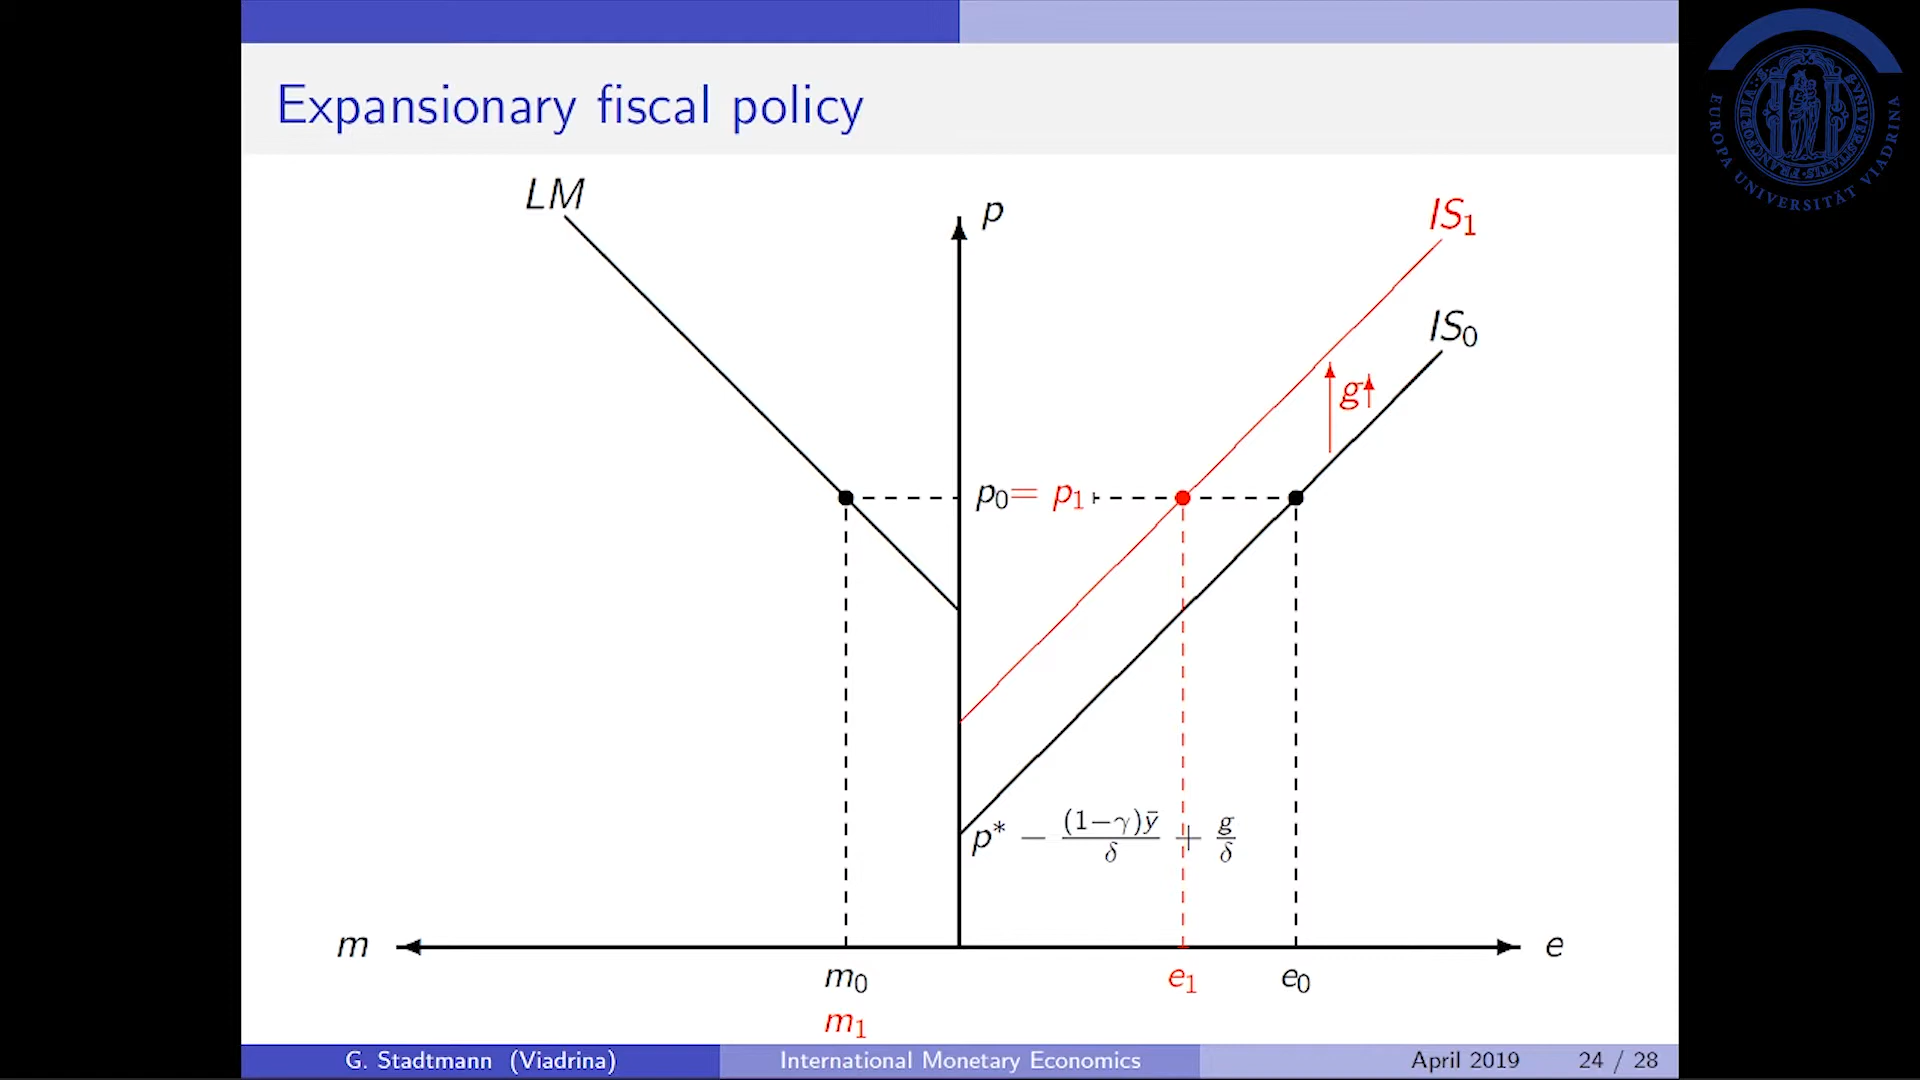 Expansionary fiscal policy
LM
p
IS₁
IS₀
g↑
p₀ = p₁
p* − (1−γ)ȳ/δ + g/δ
m
e
m₀
e₁
e₀
m₁
G. Stadtmann (Viadrina)
International Monetary Economics
April 2019
24 / 28
EUROPA UNIVERSITÄT VIADRINA